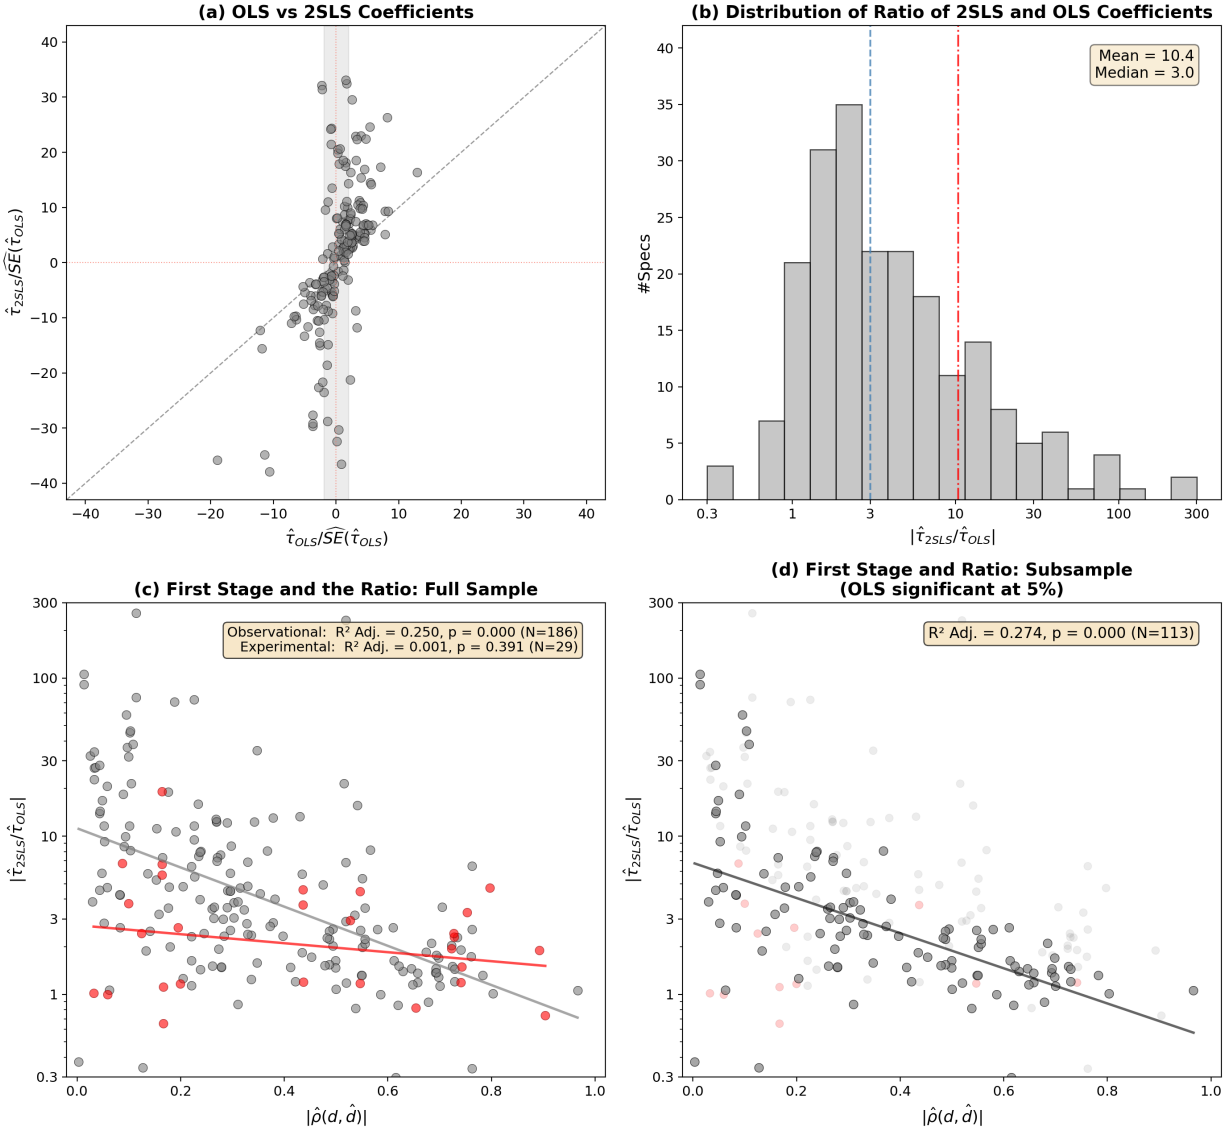 (a) OLS vs 2SLS Coefficients
40
30
20
10
0
−10
−20
−30
−40
τ̂2SLS/SE(τ̂OLS)
−40 −30 −20 −10 0 10 20 30 40
τ̂OLS/SE(τ̂OLS)
(b) Distribution of Ratio of 2SLS and OLS Coefficients
Mean = 10.4
Median = 3.0
40
35
30
25
20
15
10
5
0
#Specs
0.3 1 3 10 30 100 300
|τ̂2SLS/τ̂OLS|
(c) First Stage and the Ratio: Full Sample
Observational: R² Adj. = 0.250, p = 0.000 (N=186)
Experimental: R² Adj. = 0.001, p = 0.391 (N=29)
300
100
30
10
3
1
0.3
|τ̂2SLS/τ̂OLS|
0.0 0.2 0.4 0.6 0.8 1.0
|ρ̂(d, d̂)|
(d) First Stage and Ratio: Subsample
(OLS significant at 5%)
R² Adj. = 0.274, p = 0.000 (N=113)
300
100
30
10
3
1
0.3
|τ̂2SLS/τ̂OLS|
0.0 0.2 0.4 0.6 0.8 1.0
|ρ̂(d, d̂)|